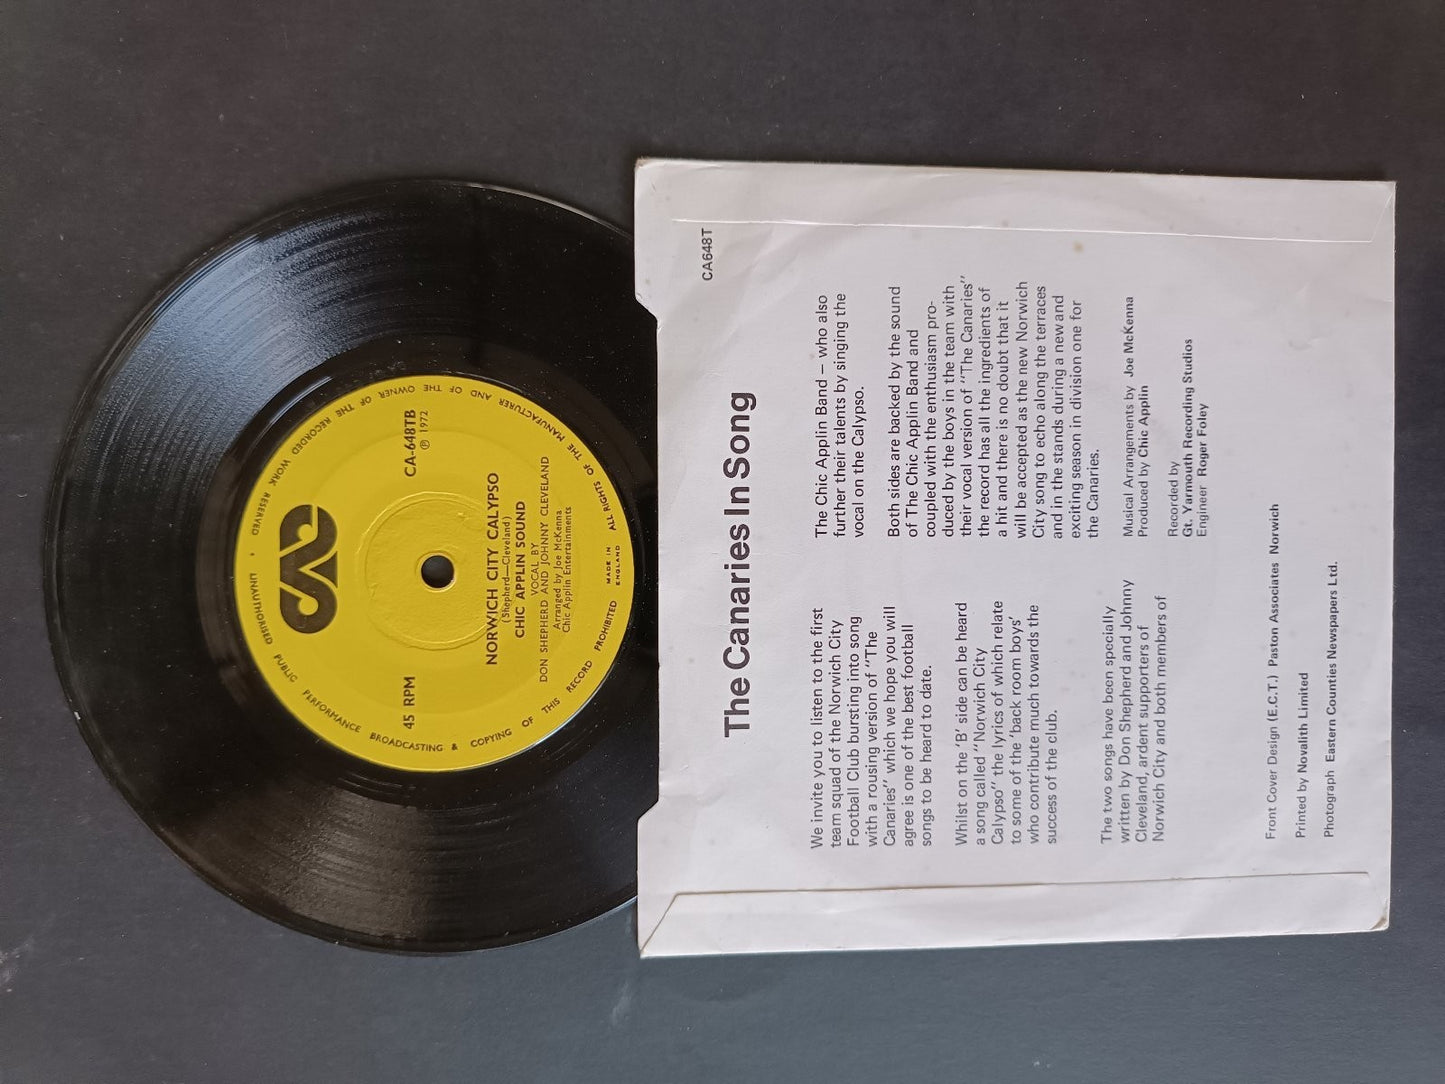 CA648T
The Canaries In Song
We invite you to listen to the first
team squad of the Norwich City
Football Club bursting into song
with a rousing version of "The
Canaries" which we hope you will
agree is one of the best football
songs to be heard to date.
Whilst on the 'B' side can be heard
a song called "Norwich City
Calypso" the lyrics of which relate
to some of the 'back room boys'
who contribute much towards the
success of the club.
The two songs have been specially
written by Don Shepherd and Johnny
Cleveland, ardent supporters of
Norwich City and both members of
The Chic Applin Band – who also
further their talents by singing the
vocal on the Calypso.
Both sides are backed by the sound
of The Chic Applin Band and
coupled with the enthusiasm pro-
duced by the boys in the team with
their vocal version of "The Canaries"
the record has all the ingredients of
a hit and there is no doubt that it
will be accepted as the new Norwich
City song to echo along the terraces
and in the stands during a new and
exciting season in division one for
the Canaries.
Musical Arrangements by Joe McKenna
Produced by Chic Applin
Recorded by
Gt. Yarmouth Recording Studios
Engineer Roger Foley
Front Cover Design (E.C.T.) Paston Associates Norwich
Printed by Novalith Limited
Photograph Eastern Counties Newspapers Ltd.
ALL RIGHTS OF THE MANUFACTURER AND OF THE OWNER OF THE RECORDED WORK RESERVED • UNAUTHORISED PUBLIC PERFORMANCE BROADCASTING & COPYING OF THIS RECORD PROHIBITED
MADE IN
ENGLAND
45 RPM
CA-648TB
℗ 1972
NORWICH CITY CALYPSO
(Shepherd—Cleveland)
CHIC APPLIN SOUND
VOCAL BY
DON SHEPHERD AND JOHNNY CLEVELAND
Arranged by Joe McKenna
Chic Applin Entertainments